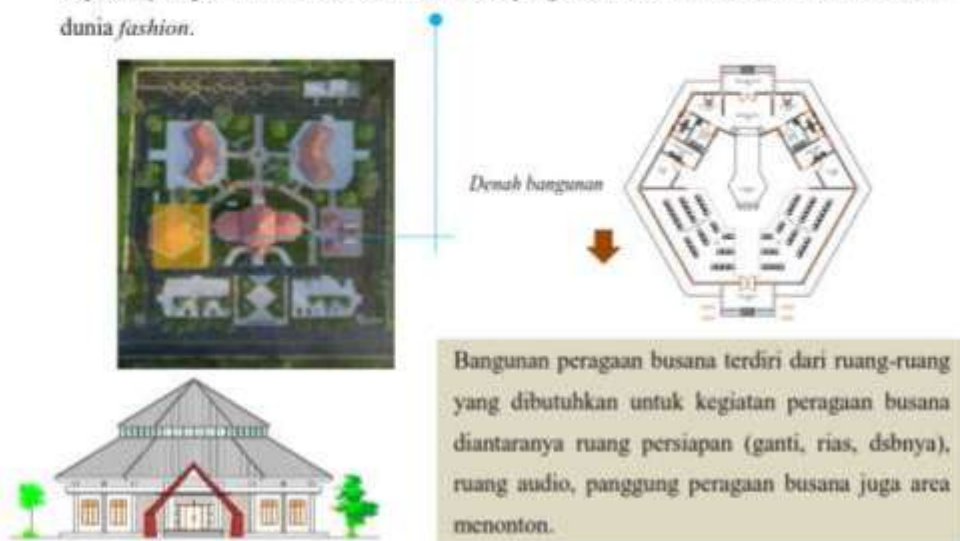 dunia fashion.
Denah bangunan
Bangunan peragaan busana terdiri dari ruang-ruang
yang dibutuhkan untuk kegiatan peragaan busana
diantaranya ruang persiapan (ganti, rias, dsbnya),
ruang audio, panggung peragaan busana juga area
menonton.